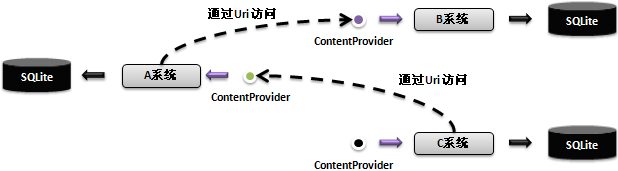 通过Uri访问
B系统
SQLite
ContentProvider
SQLite
A系统
ContentProvider
通过Uri访问
C系统
SQLite
ContentProvider